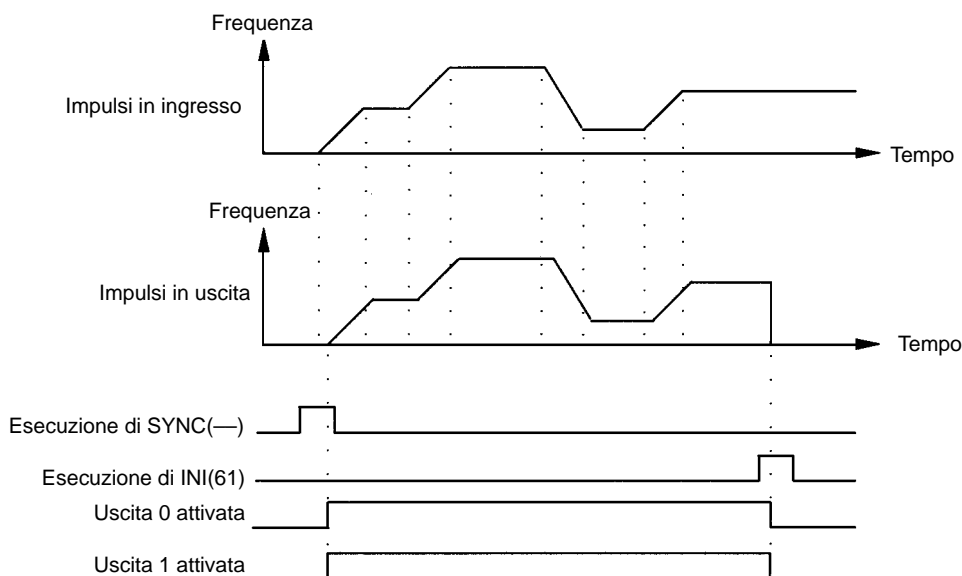 Frequenza
Impulsi in ingresso
Tempo
Frequenza
Impulsi in uscita
Tempo
Esecuzione di SYNC(––)
Esecuzione di INI(61)
Uscita 0 attivata
Uscita 1 attivata